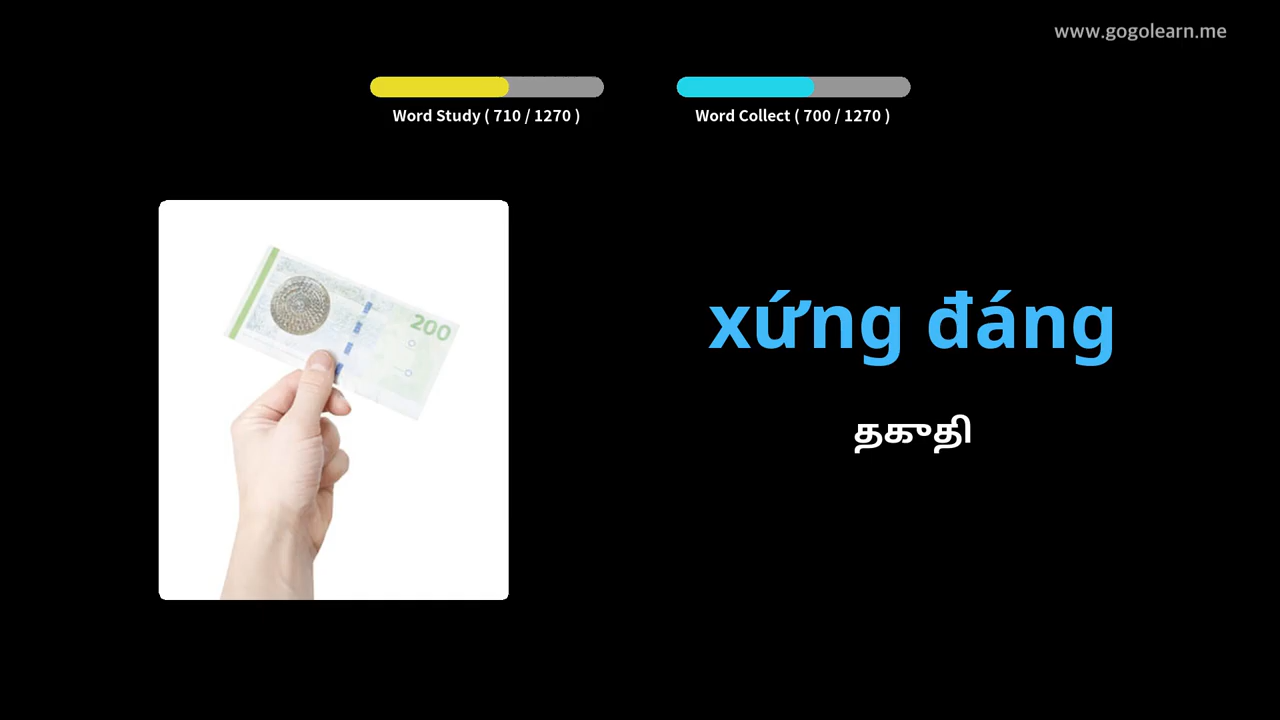 www.gogolearn.me
Word Study ( 710 / 1270 )
Word Collect ( 700 / 1270 )
200
xứng đáng
தகுதி